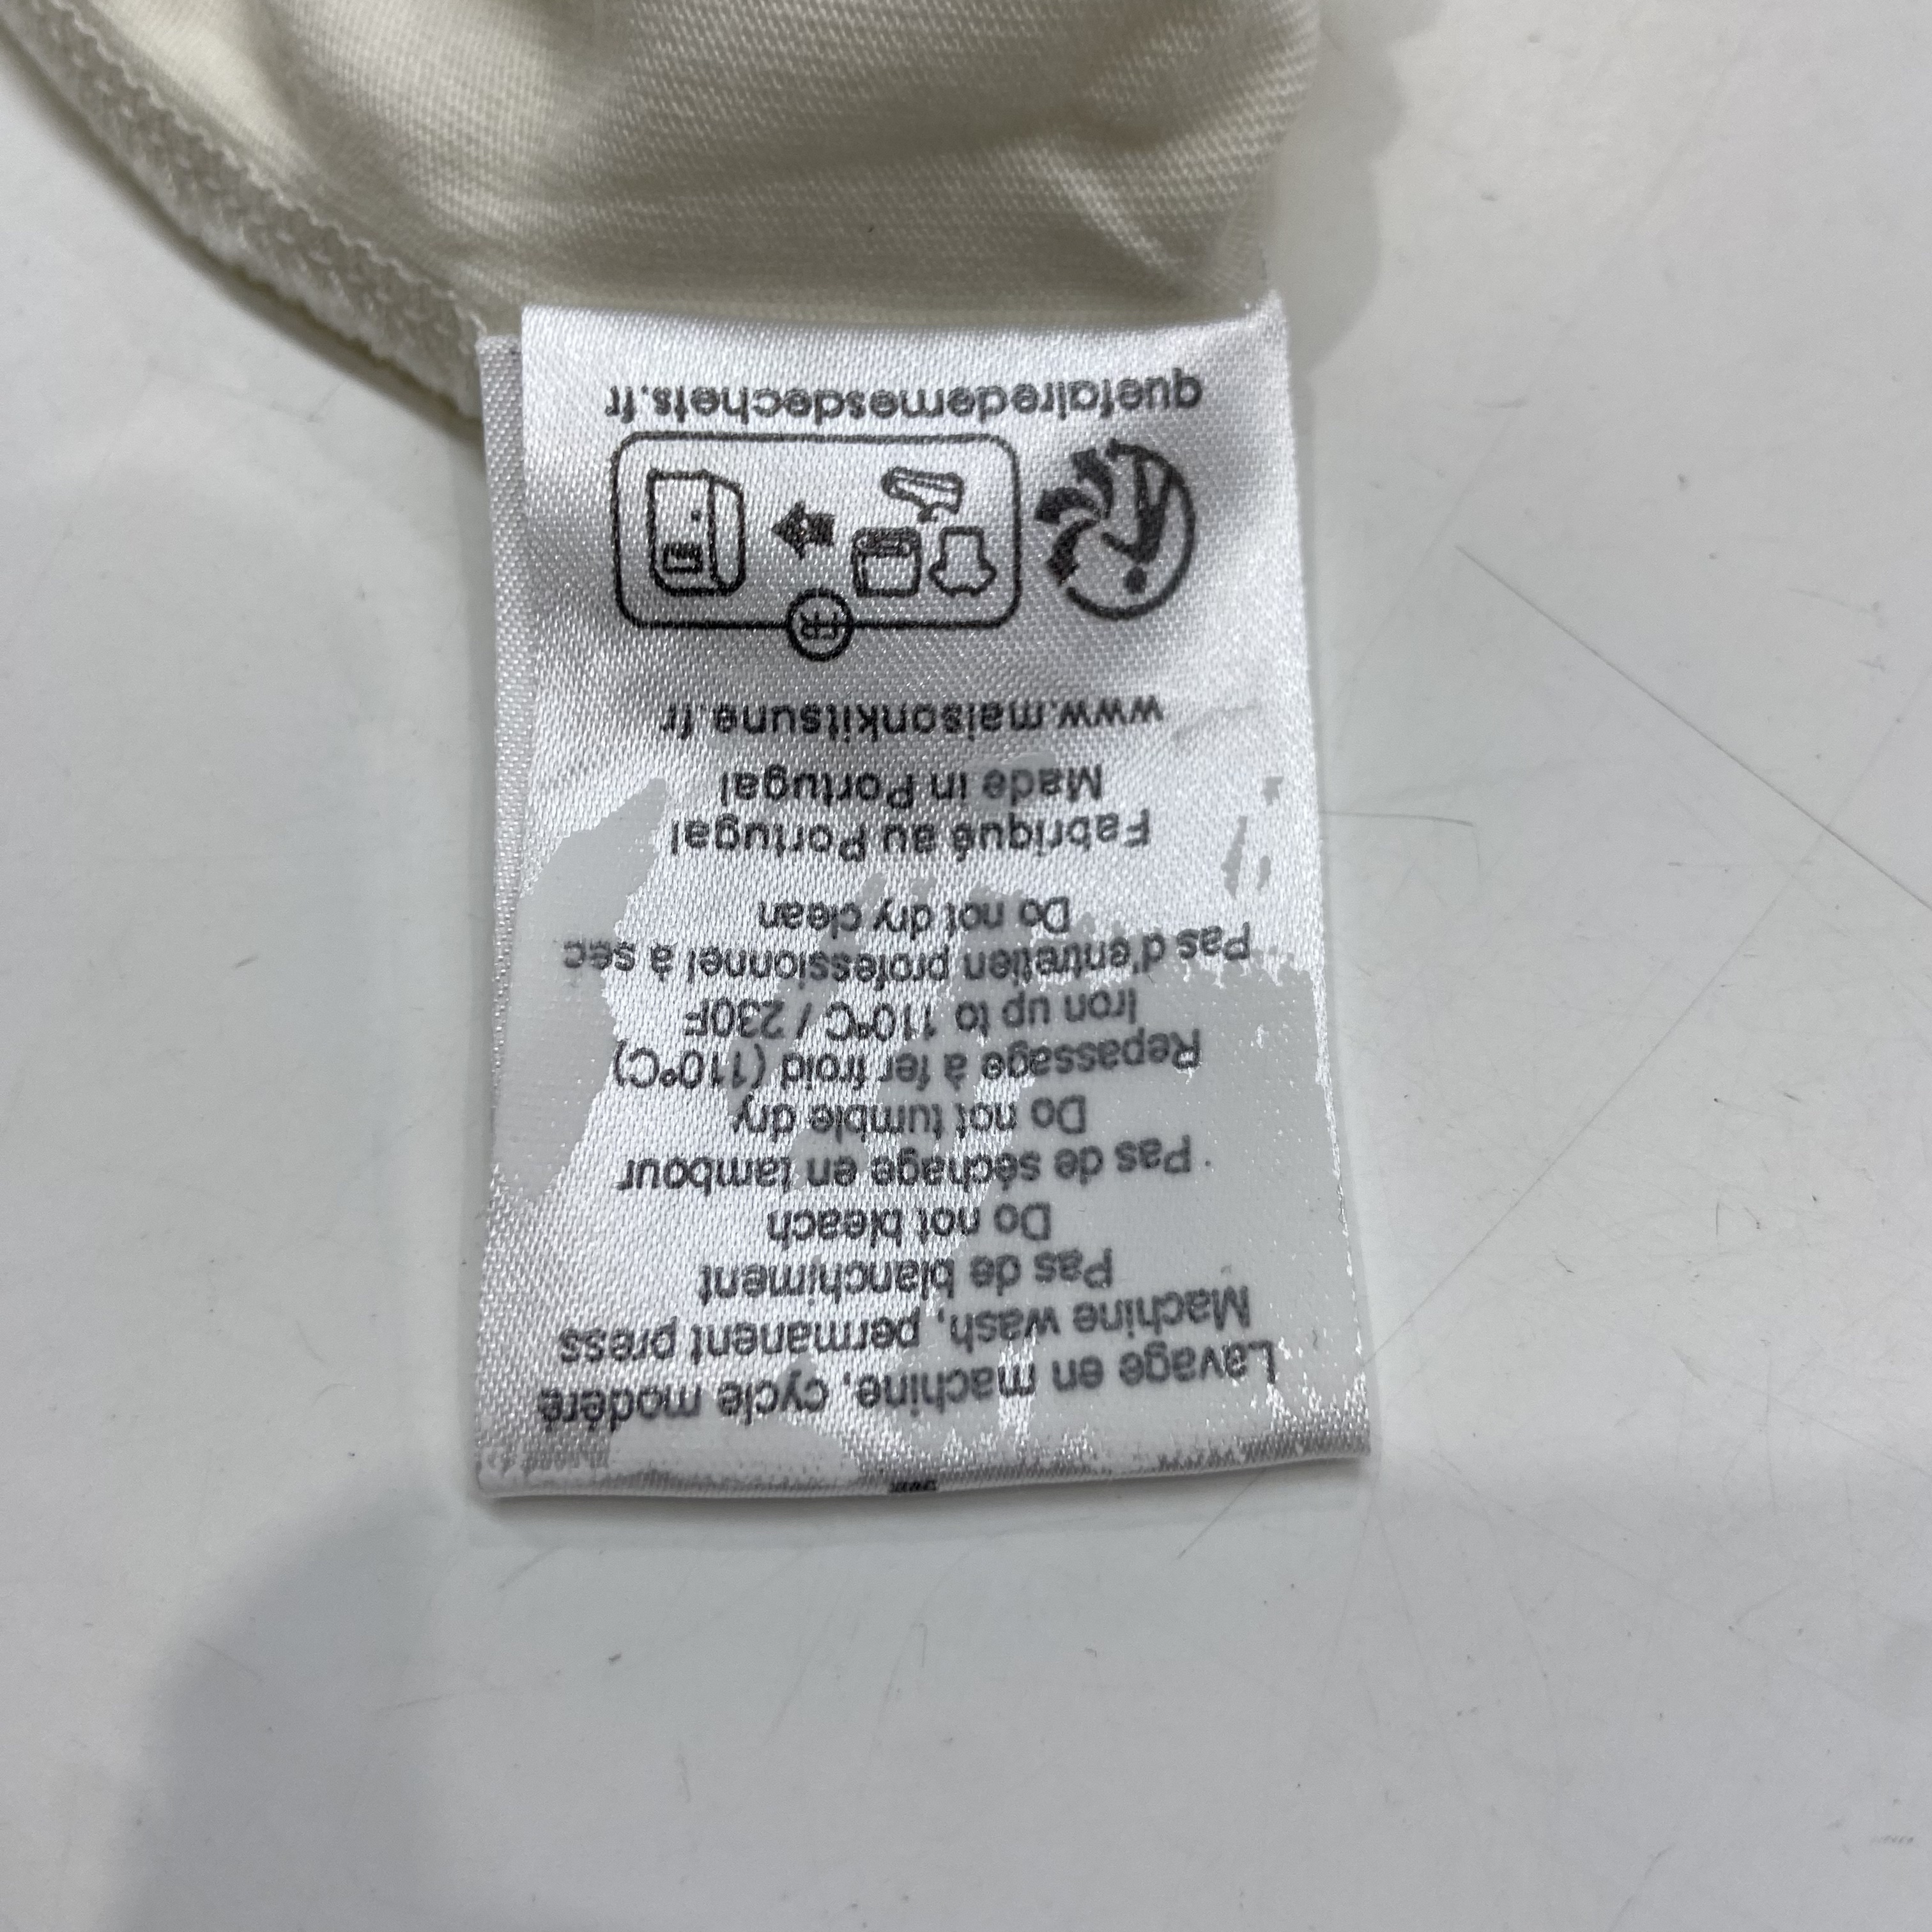 Lavage en machine, cycle modéré
Machine wash, permanent press
Pas de blanchiment
Do not bleach
Pas de séchage en tambour
Do not tumble dry
Repassage à fer froid (110°C)
Iron up to 110°C / 230F
Pas d'entretien professionnel à sec
Do not dry clean
Fabriqué au Portugal
Made in Portugal
www.maisonkitsune.fr
FR
quefairedemesdechets.fr